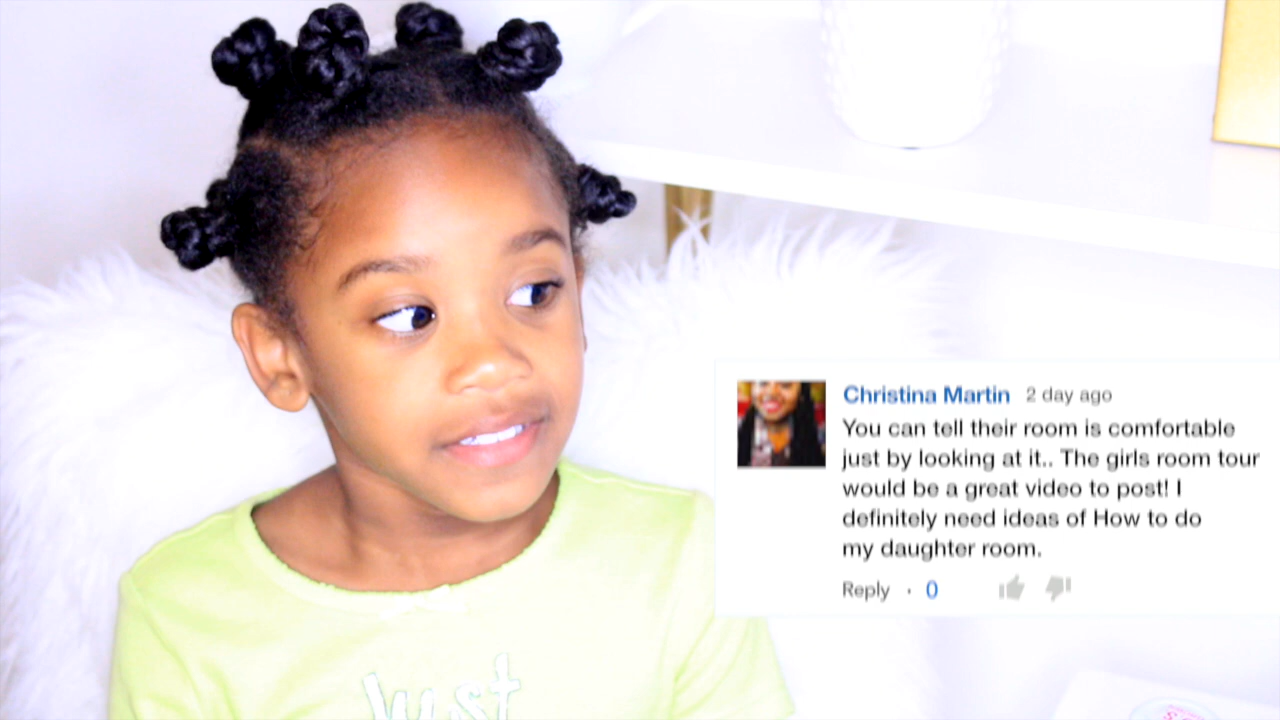 Christina Martin 2 day ago
You can tell their room is comfortable
just by looking at it.. The girls room tour
would be a great video to post! I
definitely need ideas of How to do
my daughter room.
Reply · 0
Just